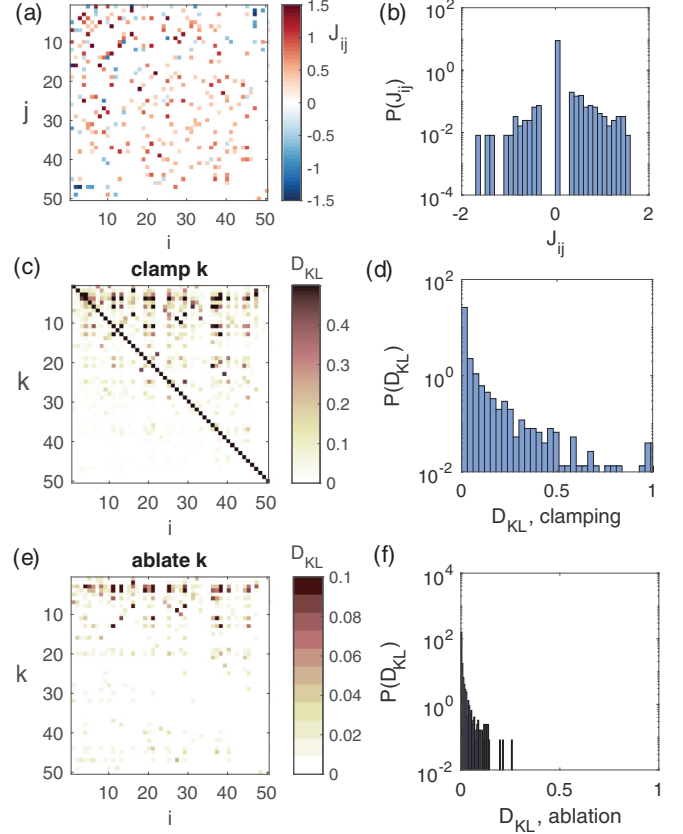 (a)
10
20
30
40
50
j
10 20 30 40 50
i
1.5
1
0.5
0
-0.5
-1
-1.5
J_ij
(b)
10^2
10^0
10^-2
10^-4
P(J_ij)
-2 0 2
J_ij
(c)
clamp k
D_KL
10
20
30
40
50
k
10 20 30 40 50
i
0.4
0.3
0.2
0.1
0
(d)
10^2
10^0
10^-2
P(D_KL)
0 0.5 1
D_KL, clamping
(e)
ablate k
D_KL
10
20
30
40
50
k
10 20 30 40 50
i
0.1
0.08
0.06
0.04
0.02
0
(f)
10^4
10^2
10^0
10^-2
P(D_KL)
0 0.5 1
D_KL, ablation